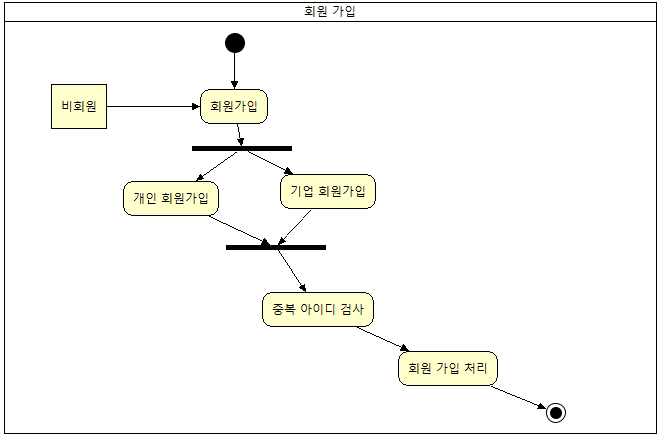 회원 가입
비회원
회원가입
개인 회원가입
기업 회원가입
중복 아이디 검사
회원 가입 처리